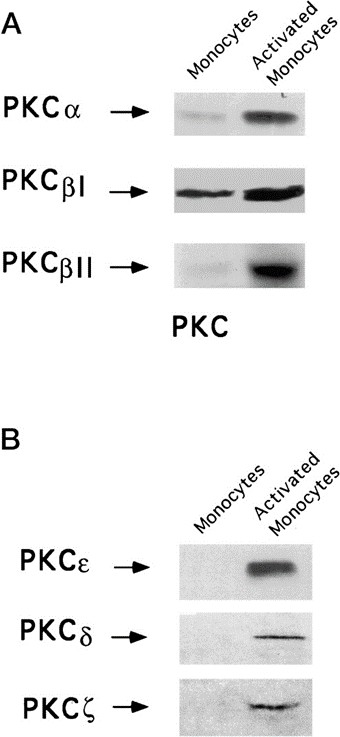 A
Monocytes
Activated
Monocytes
PKCα
PKCβI
PKCβII
PKC
B
Monocytes
Activated
Monocytes
PKCε
PKCδ
PKCζ